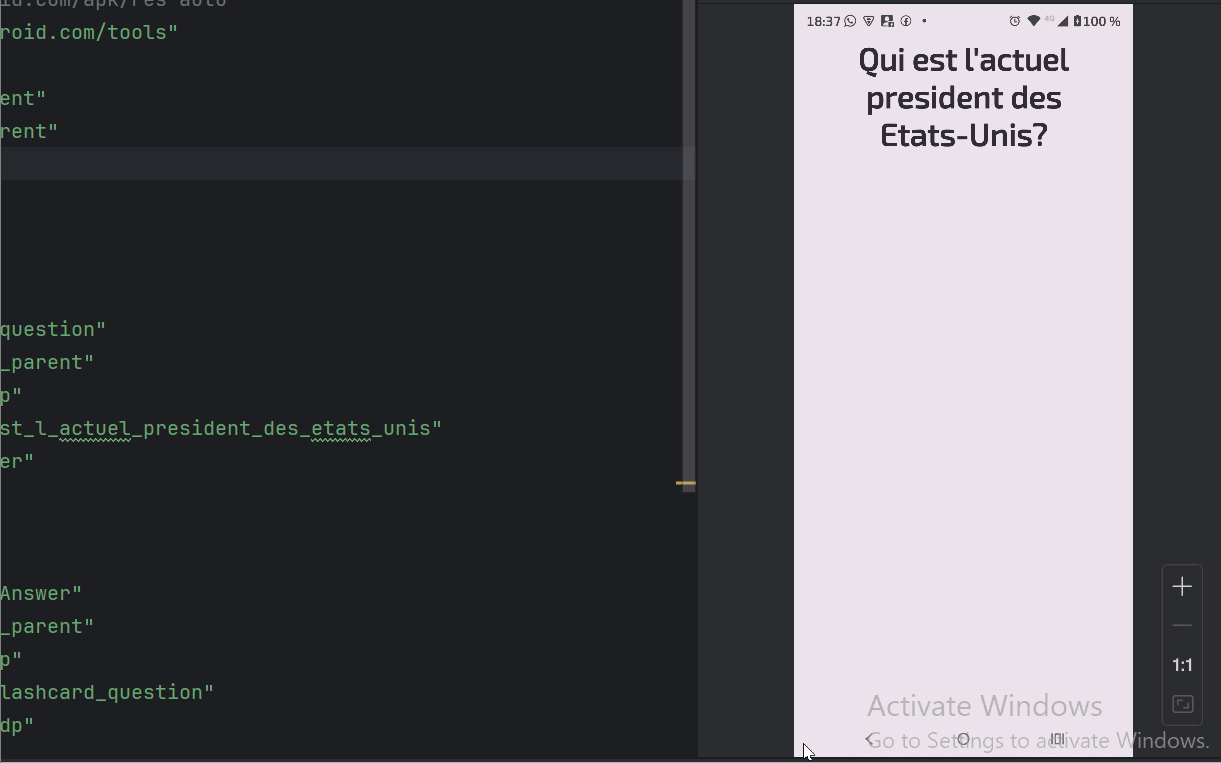 id.com/apk/res-auto
roid.com/tools"
ent"
rent"
question"
_parent"
p"
st_l_actuel_president_des_etats_unis"
er"
Answer"
_parent"
p"
lashcard_question"
dp"
18:37 4G 100 %
Qui est l'actuel
president des
Etats-Unis?
1:1
Activate Windows
Go to Settings to activate Windows.